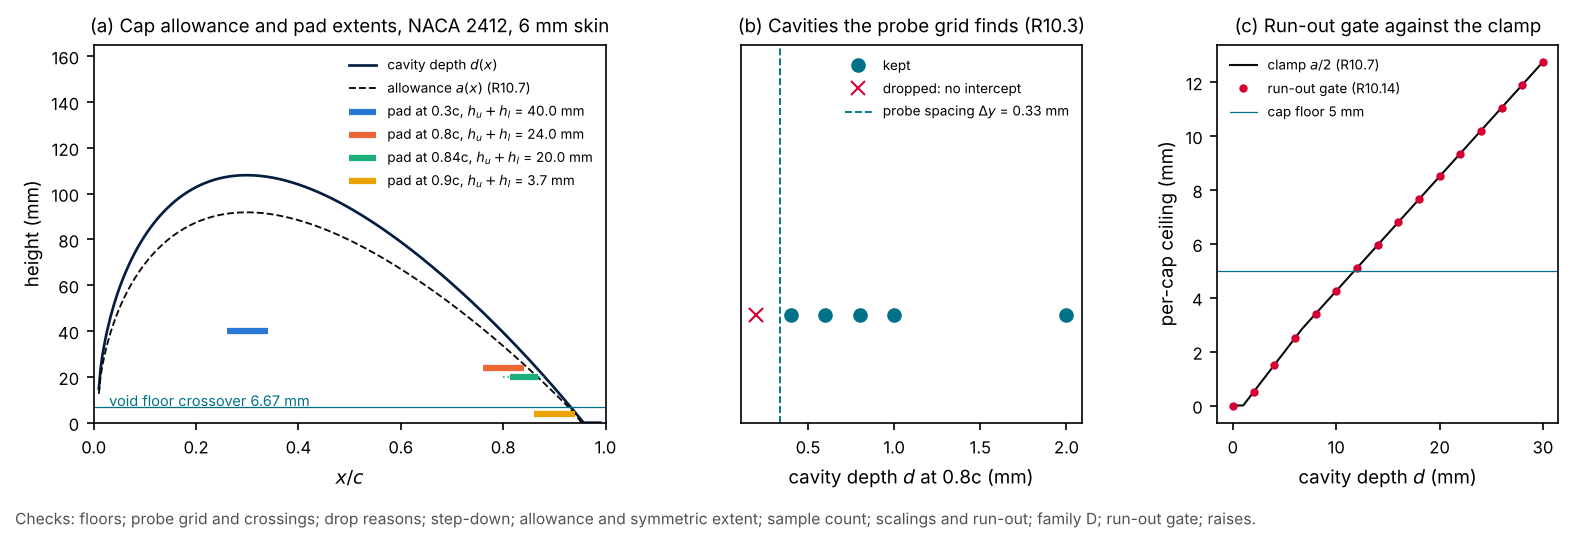 (a) Cap allowance and pad extents, NACA 2412, 6 mm skin
height (mm)
160
140
120
100
80
60
40
20
0
cavity depth d(x)
allowance a(x) (R10.7)
pad at 0.3c, hᵤ + hₗ = 40.0 mm
pad at 0.8c, hᵤ + hₗ = 24.0 mm
pad at 0.84c, hᵤ + hₗ = 20.0 mm
pad at 0.9c, hᵤ + hₗ = 3.7 mm
void floor crossover 6.67 mm
0.0 0.2 0.4 0.6 0.8 1.0
x/c
(b) Cavities the probe grid finds (R10.3)
kept
dropped: no intercept
probe spacing Δy = 0.33 mm
0.5 1.0 1.5 2.0
cavity depth d at 0.8c (mm)
(c) Run-out gate against the clamp
per-cap ceiling (mm)
12
10
8
6
4
2
0
clamp a/2 (R10.7)
run-out gate (R10.14)
cap floor 5 mm
0 10 20 30
cavity depth d (mm)
Checks: floors; probe grid and crossings; drop reasons; step-down; allowance and symmetric extent; sample count; scalings and run-out; family D; run-out gate; raises.